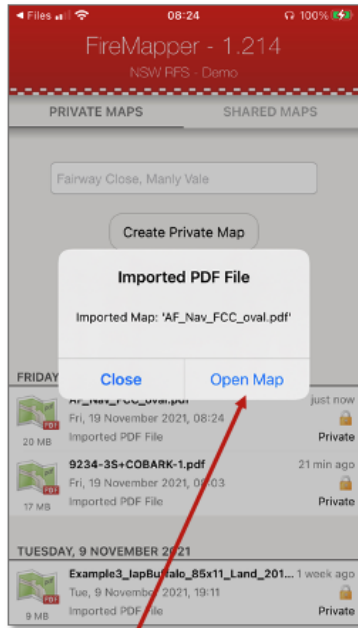 Files 08:24 100%
FireMapper - 1.214
NSW RFS - Demo
PRIVATE MAPS SHARED MAPS
Fairway Close, Manly Vale
Create Private Map
Imported PDF File
Imported Map: 'AF_Nav_FCC_oval.pdf'
Close Open Map
FRIDAY
AF_Nav_FCC_oval.pdf just now
Fri, 19 November 2021, 08:24
PDF
20 MB Imported PDF File Private
9234-3S+COBARK-1.pdf 21 min ago
Fri, 19 November 2021, 08:03
PDF
17 MB Imported PDF File Private
TUESDAY, 9 NOVEMBER 2021
Example3_lapBuffalo_85x11_Land_201... 1 week ago
Tue, 9 November 2021, 19:11
PDF
9 MB Imported PDF File Private